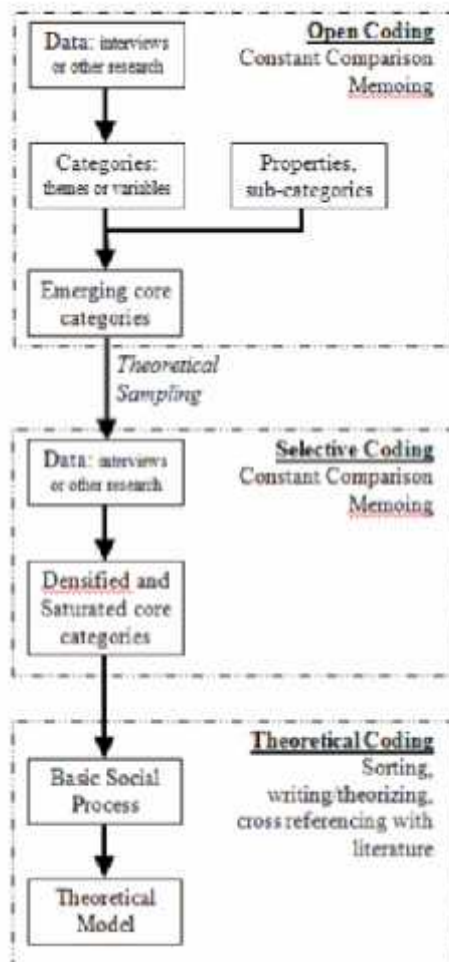 Data: interviews
or other research
Open Coding
Constant Comparison
Memoing
Categories:
themes or variables
Properties,
sub-categories
Emerging core
categories
Theoretical
Sampling
Data: interviews
or other research
Selective Coding
Constant Comparison
Memoing
Densified and
Saturated core
categories
Theoretical Coding
Sorting,
writing/theorizing,
cross referencing with
literature
Basic Social
Process
Theoretical
Model